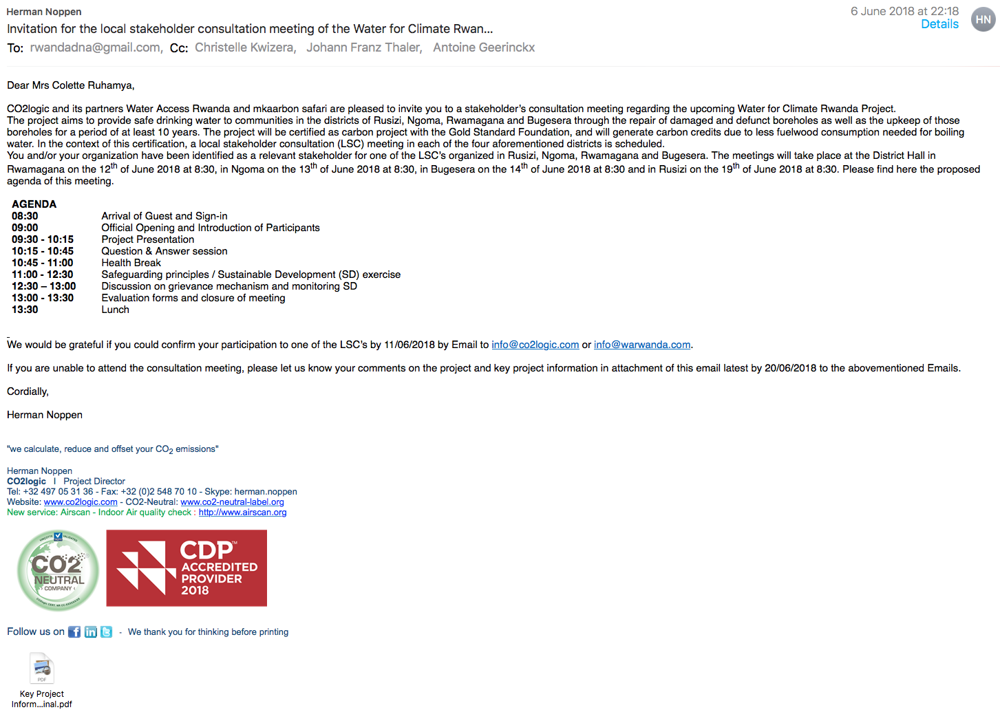 Herman Noppen
6 June 2018 at 22:18
Details
HN
Invitation for the local stakeholder consultation meeting of the Water for Climate Rwan...
To: rwandadna@gmail.com, Cc: Christelle Kwizera, Johann Franz Thaler, Antoine Geerinckx
Dear Mrs Colette Ruhamya,
CO2logic and its partners Water Access Rwanda and mkaarbon safari are pleased to invite you to a stakeholder's consultation meeting regarding the upcoming Water for Climate Rwanda Project.
The project aims to provide safe drinking water to communities in the districts of Rusizi, Ngoma, Rwamagana and Bugesera through the repair of damaged and defunct boreholes as well as the upkeep of those
boreholes for a period of at least 10 years. The project will be certified as carbon project with the Gold Standard Foundation, and will generate carbon credits due to less fuelwood consumption needed for boiling
water. In the context of this certification, a local stakeholder consultation (LSC) meeting in each of the four aforementioned districts is scheduled.
You and/or your organization have been identified as a relevant stakeholder for one of the LSC's organized in Rusizi, Ngoma, Rwamagana and Bugesera. The meetings will take place at the District Hall in
Rwamagana on the 12th of June 2018 at 8:30, in Ngoma on the 13th of June 2018 at 8:30, in Bugesera on the 14th of June 2018 at 8:30 and in Rusizi on the 19th of June 2018 at 8:30. Please find here the proposed
agenda of this meeting.
AGENDA
08:30 Arrival of Guest and Sign-in
09:00 Official Opening and Introduction of Participants
09:30 - 10:15 Project Presentation
10:15 - 10:45 Question & Answer session
10:45 - 11:00 Health Break
11:00 - 12:30 Safeguarding principles / Sustainable Development (SD) exercise
12:30 – 13:00 Discussion on grievance mechanism and monitoring SD
13:00 - 13:30 Evaluation forms and closure of meeting
13:30 Lunch
We would be grateful if you could confirm your participation to one of the LSC's by 11/06/2018 by Email to info@co2logic.com or info@warwanda.com.
If you are unable to attend the consultation meeting, please let us know your comments on the project and key project information in attachment of this email latest by 20/06/2018 to the abovementioned Emails.
Cordially,
Herman Noppen
"we calculate, reduce and offset your CO2 emissions"
Herman Noppen
CO2logic I Project Director
Tel: +32 497 05 31 36 - Fax: +32 (0)2 548 70 10 - Skype: herman.noppen
Website: www.co2logic.com - CO2-Neutral: www.co2-neutral-label.org
New service: Airscan - Indoor Air quality check : http://www.airscan.org
CO2
NEUTRAL
COMPANY
CDP™
ACCREDITED
PROVIDER
2018
Follow us on - We thank you for thinking before printing
PDF
Key Project
Inform...inal.pdf